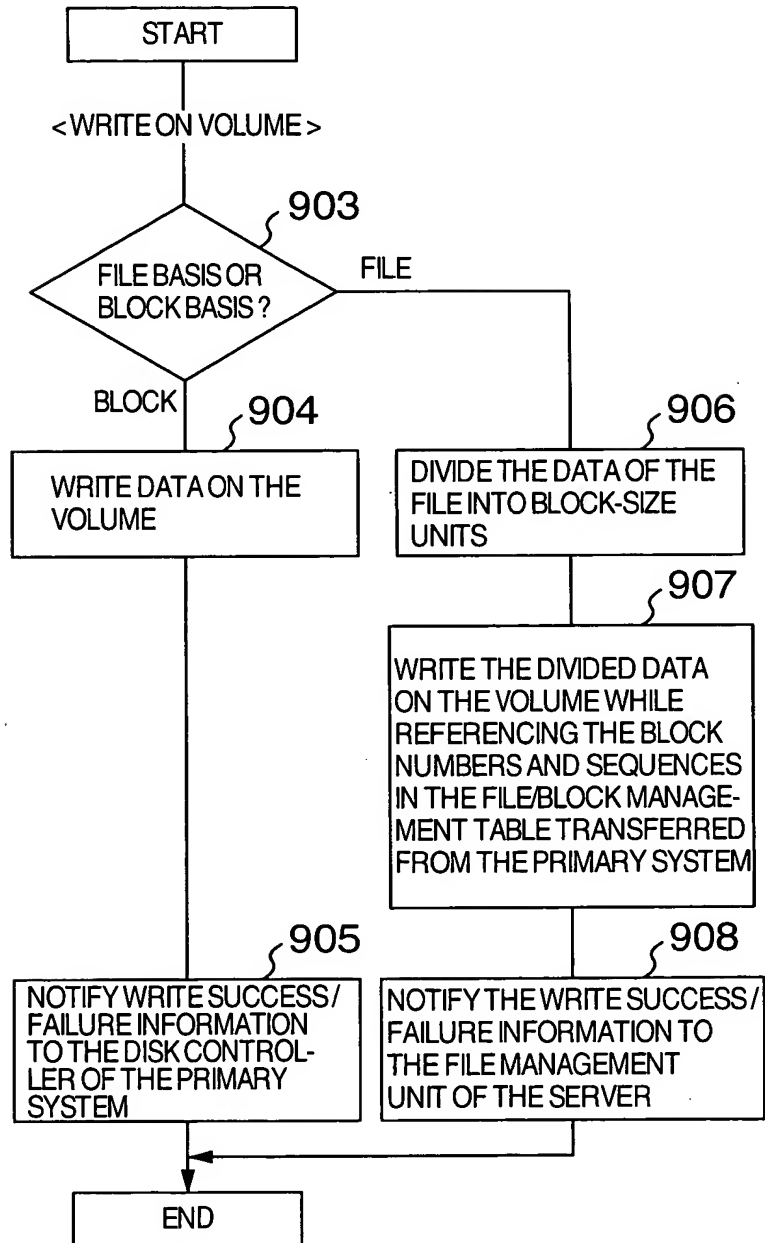 START
< WRITE ON VOLUME >
903
FILE BASIS OR
BLOCK BASIS ?
FILE
BLOCK
904
WRITE DATA ON THE
VOLUME
906
DIVIDE THE DATA OF THE
FILE INTO BLOCK-SIZE
UNITS
907
WRITE THE DIVIDED DATA
ON THE VOLUME WHILE
REFERENCING THE BLOCK
NUMBERS AND SEQUENCES
IN THE FILE/BLOCK MANAGE-
MENT TABLE TRANSFERRED
FROM THE PRIMARY SYSTEM
905
NOTIFY WRITE SUCCESS /
FAILURE INFORMATION
TO THE DISK CONTROL-
LER OF THE PRIMARY
SYSTEM
908
NOTIFY THE WRITE SUCCESS /
FAILURE INFORMATION TO
THE FILE MANAGEMENT
UNIT OF THE SERVER
END